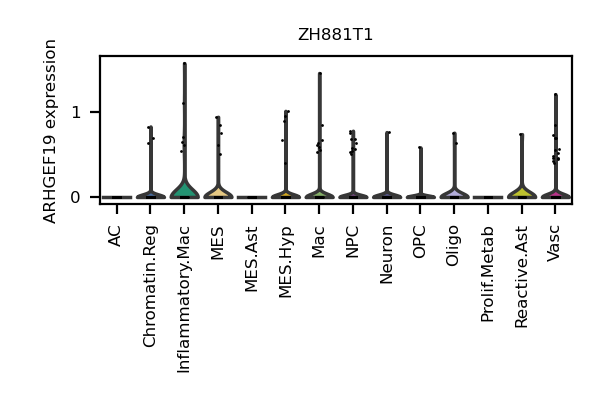 ZH881T1
ARHGEF19 expression
1
0
AC
Chromatin.Reg
Inflammatory.Mac
MES
MES.Ast
MES.Hyp
Mac
NPC
Neuron
OPC
Oligo
Prolif.Metab
Reactive.Ast
Vasc